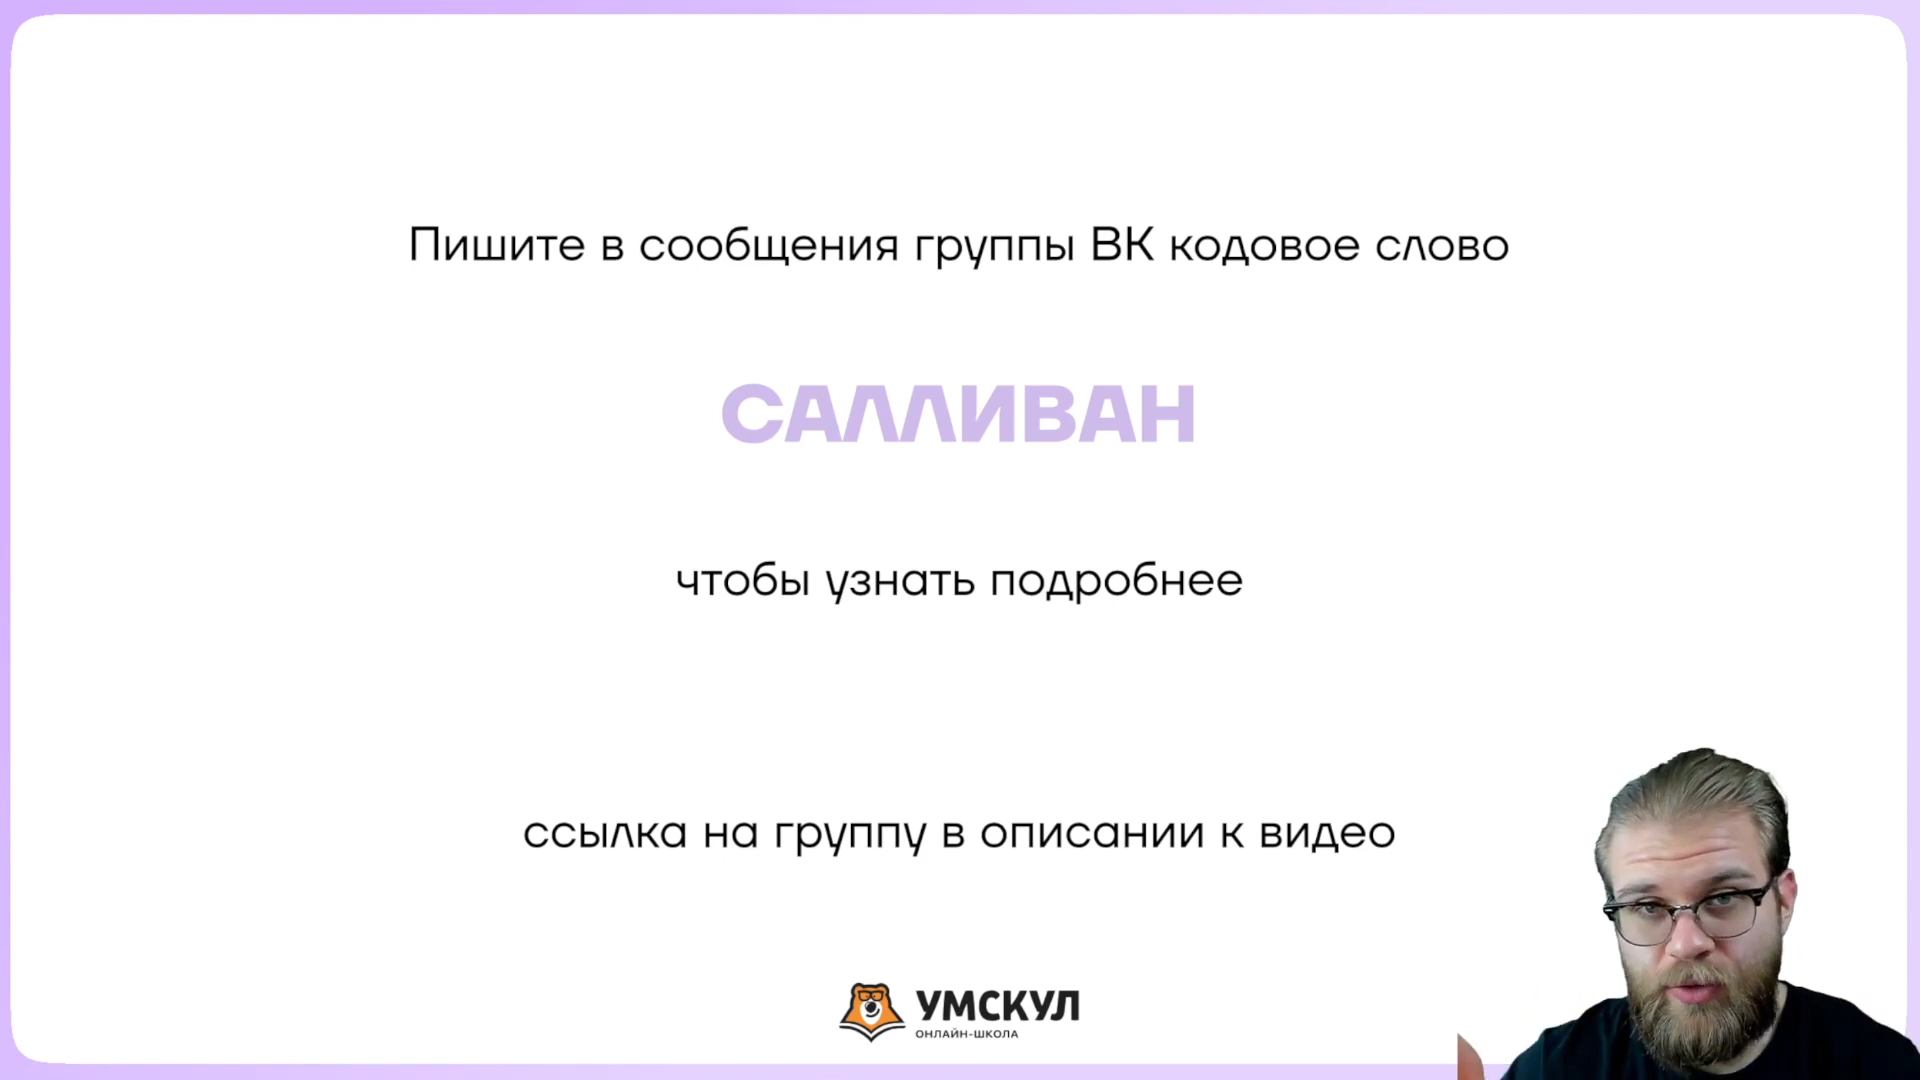 Пишите в сообщения группы ВК кодовое слово
САЛЛИВАН
чтобы узнать подробнее
ссылка на группу в описании к видео
УМСКУЛ
ОНЛАЙН-ШКОЛА